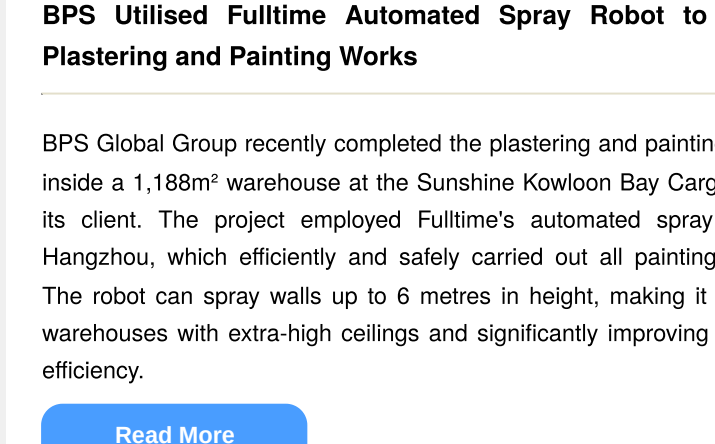 BPS Utilised Fulltime Automated Spray Robot to
Plastering and Painting Works
BPS Global Group recently completed the plastering and
inside a 1,188m² warehouse at the Sunshine Kowloon Bay
its client. The project employed Fulltime's automated spray
Hangzhou, which efficiently and safely carried out all painting
The robot can spray walls up to 6 metres in height, making it
warehouses with extra-high ceilings and significantly improving
efficiency.
Read More